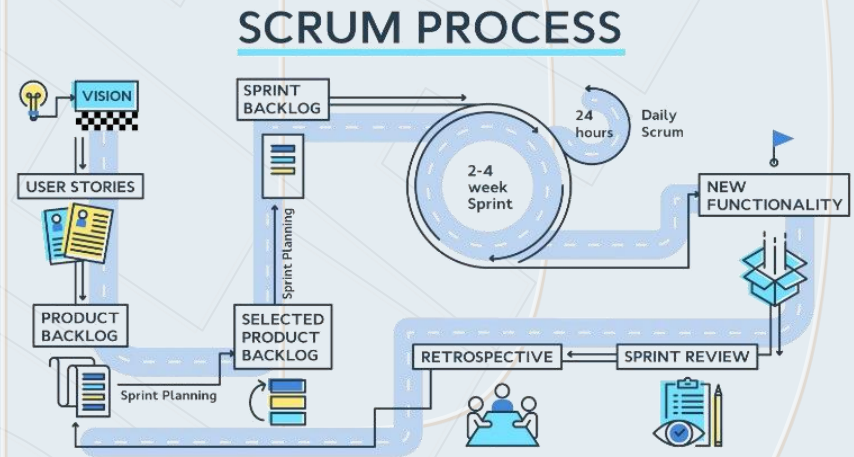 SCRUM PROCESS
VISION
USER STORIES
PRODUCT
BACKLOG
Sprint Planning
SELECTED
PRODUCT
BACKLOG
Sprint Planning
SPRINT
BACKLOG
2-4
week
Sprint
24
hours
Daily
Scrum
NEW
FUNCTIONALITY
SPRINT REVIEW
RETROSPECTIVE